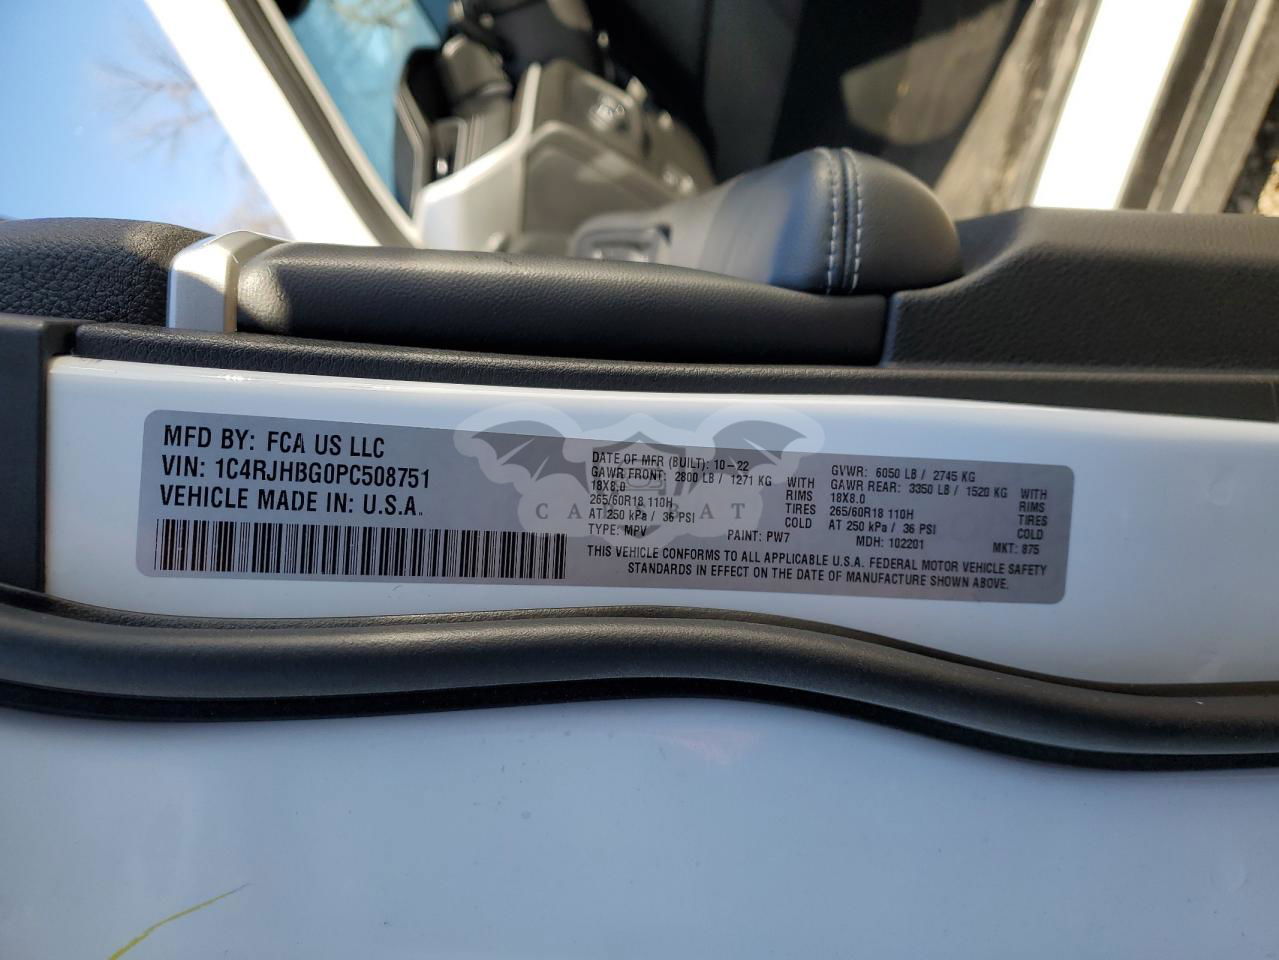 MFD BY: FCA US LLC
VIN: 1C4RJHBG0PC508751
VEHICLE MADE IN: U.S.A.
DATE OF MFR (BUILT): 10-22
GAWR FRONT: 2800 LB / 1271 KG WITH
18X8.0 RIMS
265/60R18 110H TIRES
AT 250 kPa / 36 PSI COLD
TYPE: MPV PAINT: PW7
GVWR: 6050 LB / 2745 KG
GAWR REAR: 3350 LB / 1520 KG WITH
18X8.0 RIMS
265/60R18 110H TIRES
AT 250 kPa / 36 PSI COLD
MDH: 102201 MKT: 875
THIS VEHICLE CONFORMS TO ALL APPLICABLE U.S.A. FEDERAL MOTOR VEHICLE SAFETY
STANDARDS IN EFFECT ON THE DATE OF MANUFACTURE SHOWN ABOVE.